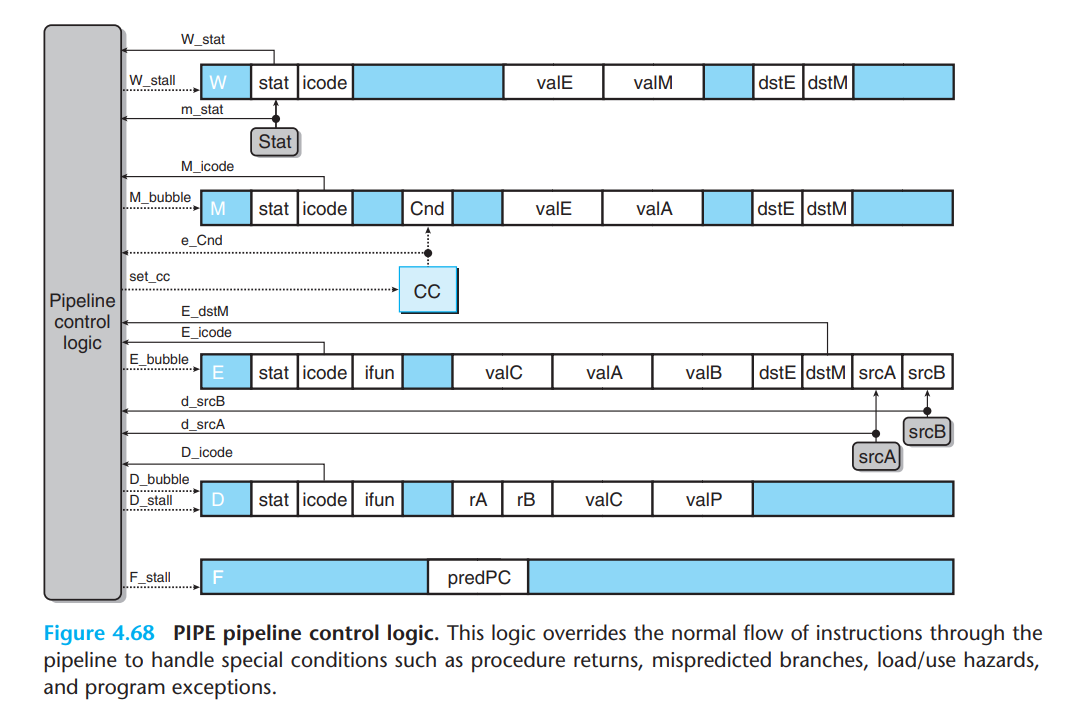 W_stat
W_stall
W stat icode valE valM dstE dstM
m_stat
Stat
M_icode
M_bubble
M stat icode Cnd valE valA dstE dstM
e_Cnd
set_cc
CC
Pipeline
control
logic
E_dstM
E_icode
E_bubble
E stat icode ifun valC valA valB dstE dstM srcA srcB
d_srcB
srcB
d_srcA
srcA
D_icode
D_bubble
D_stall
D stat icode ifun rA rB valC valP
F_stall
F predPC
Figure 4.68 PIPE pipeline control logic. This logic overrides the normal flow of instructions through the
pipeline to handle special conditions such as procedure returns, mispredicted branches, load/use hazards,
and program exceptions.